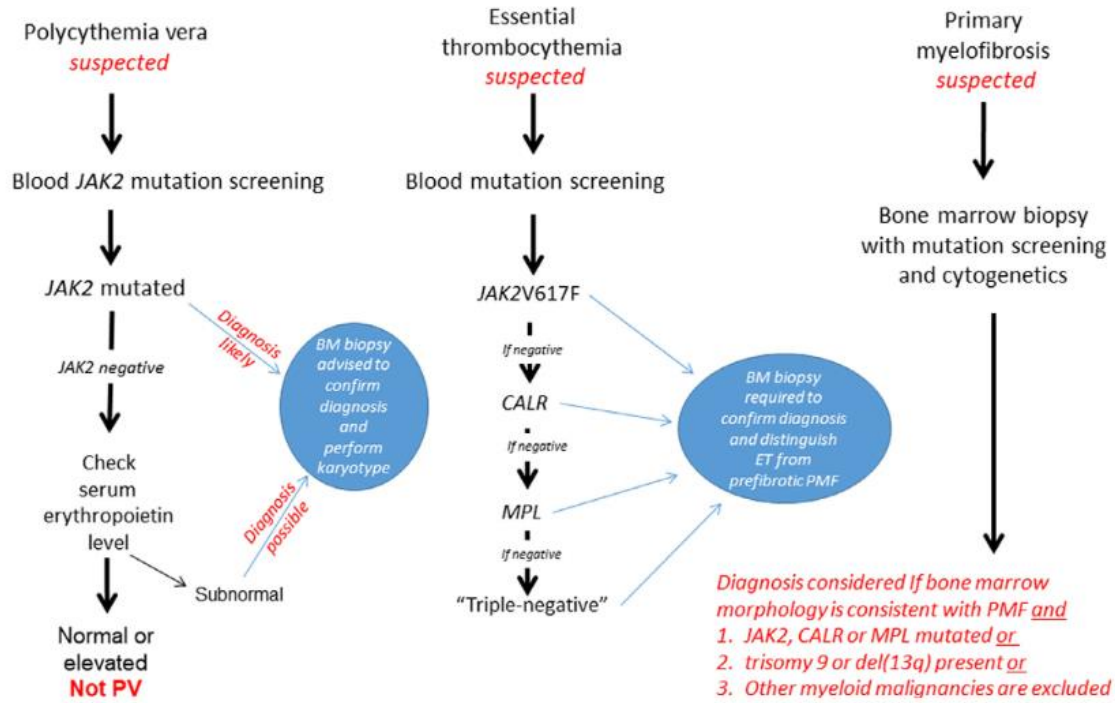 Polycythemia vera
suspected
Blood JAK2 mutation screening
JAK2 mutated
Diagnosis
likely
JAK2 negative
BM biopsy
advised to
confirm
diagnosis
and
perform
karyotype
Check
serum
erythropoietin
level
Diagnosis
possible
Subnormal
Normal or
elevated
Not PV
Essential
thrombocythemia
suspected
Blood mutation screening
JAK2V617F
If negative
CALR
If negative
MPL
If negative
“Triple-negative”
BM biopsy
required to
confirm diagnosis
and distinguish
ET from
prefibrotic PMF
Primary
myelofibrosis
suspected
Bone marrow biopsy
with mutation screening
and cytogenetics
Diagnosis considered If bone marrow
morphology is consistent with PMF and
1. JAK2, CALR or MPL mutated or
2. trisomy 9 or del(13q) present or
3. Other myeloid malignancies are excluded